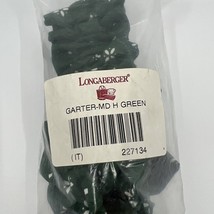 LONGABERGER
GARTER-MD H GREEN
(IT) 227134